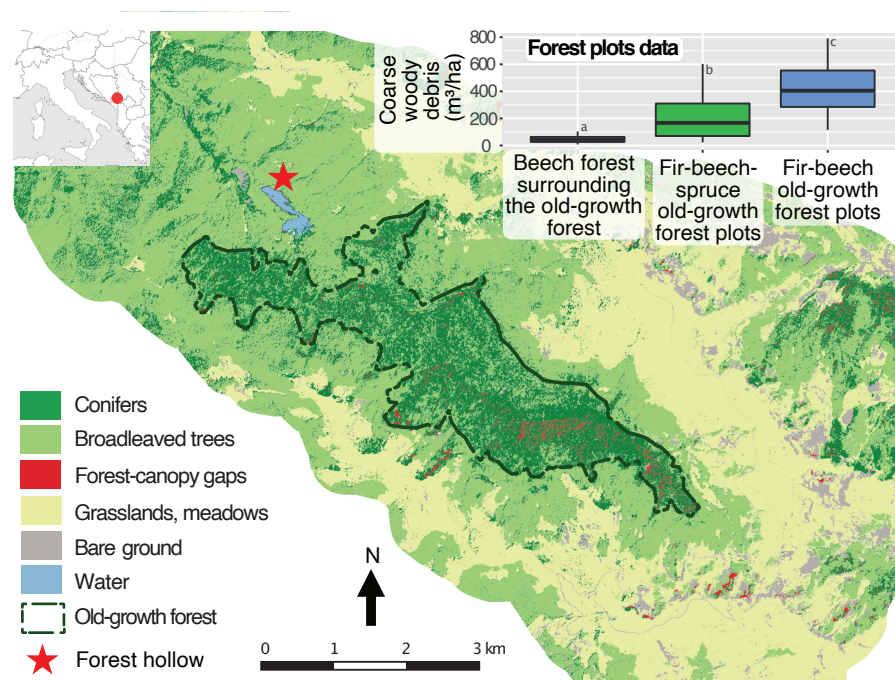 Coarse
woody
debris
(m³/ha)
800
600
400
200
0
Forest plots data
a
b
c
Beech forest
surrounding
the old-growth
forest
Fir-beech-
spruce
old-growth
forest plots
Fir-beech
old-growth
forest plots
Conifers
Broadleaved trees
Forest-canopy gaps
Grasslands, meadows
Bare ground
Water
Old-growth forest
Forest hollow
N
0 1 2 3 km